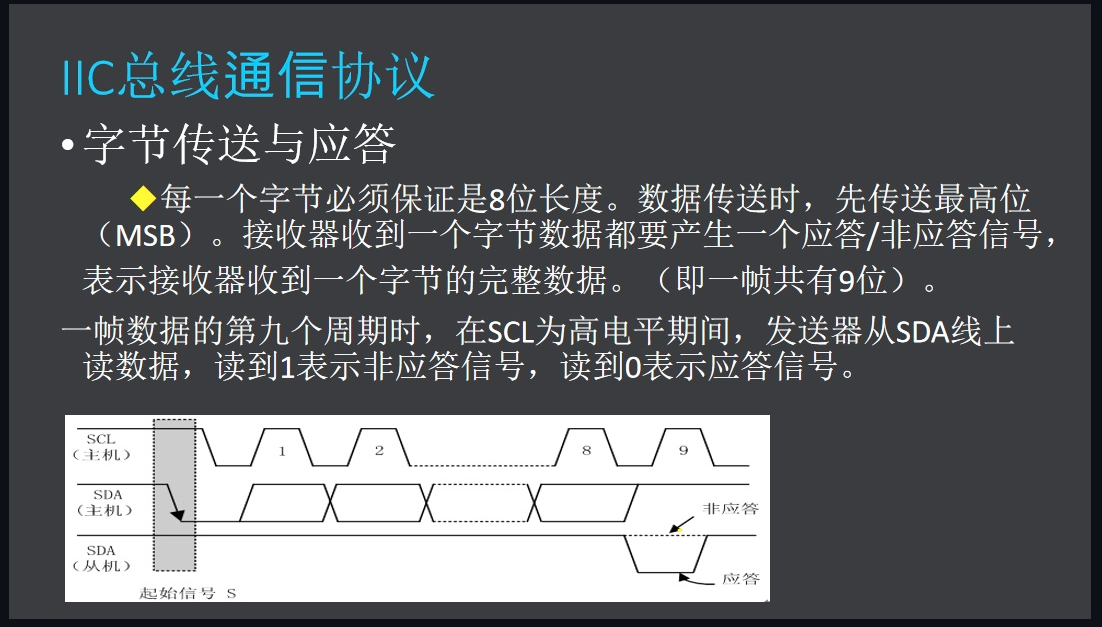 IIC总线通信协议
•字节传送与应答
◆每一个字节必须保证是8位长度。数据传送时，先传送最高位
（MSB）。接收器收到一个字节数据都要产生一个应答/非应答信号，
表示接收器收到一个字节的完整数据。（即一帧共有9位）。
一帧数据的第九个周期时，在SCL为高电平期间，发送器从SDA线上
读数据，读到1表示非应答信号，读到0表示应答信号。
SCL
（主机）
1
2
8
9
SDA
（主机）
非应答
SDA
（从机）
应答
起始信号 S